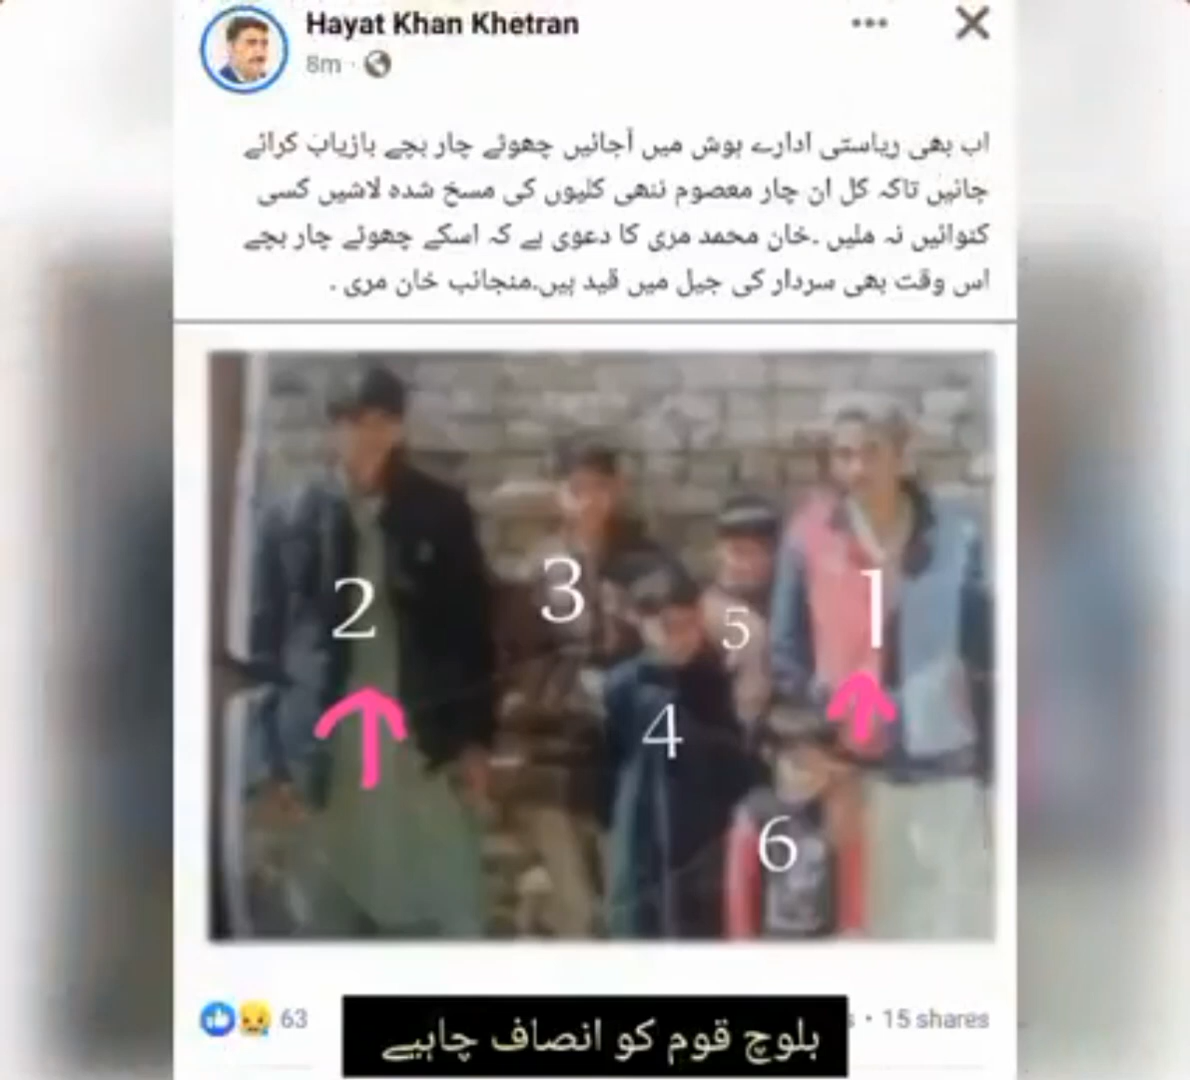 Hayat Khan Khetran
8m
اب بھی ریاستی ادارے ہوش میں آجائیں چھوٹے چار بچے بازیاب کرائے
جائیں تاکہ کل ان چار معصوم ننھی کلیوں کی مسخ شدہ لاشیں کسی
کنوائیں نہ ملیں ۔خان محمد مری کا دعوی ہے کہ اسکے چھوٹے چار بچے
اس وقت بھی سردار کی جیل میں قید ہیں۔منجانب خان مری ۔
2
3
5
1
4
6
63
15 shares
بلوچ قوم کو انصاف چاہیے